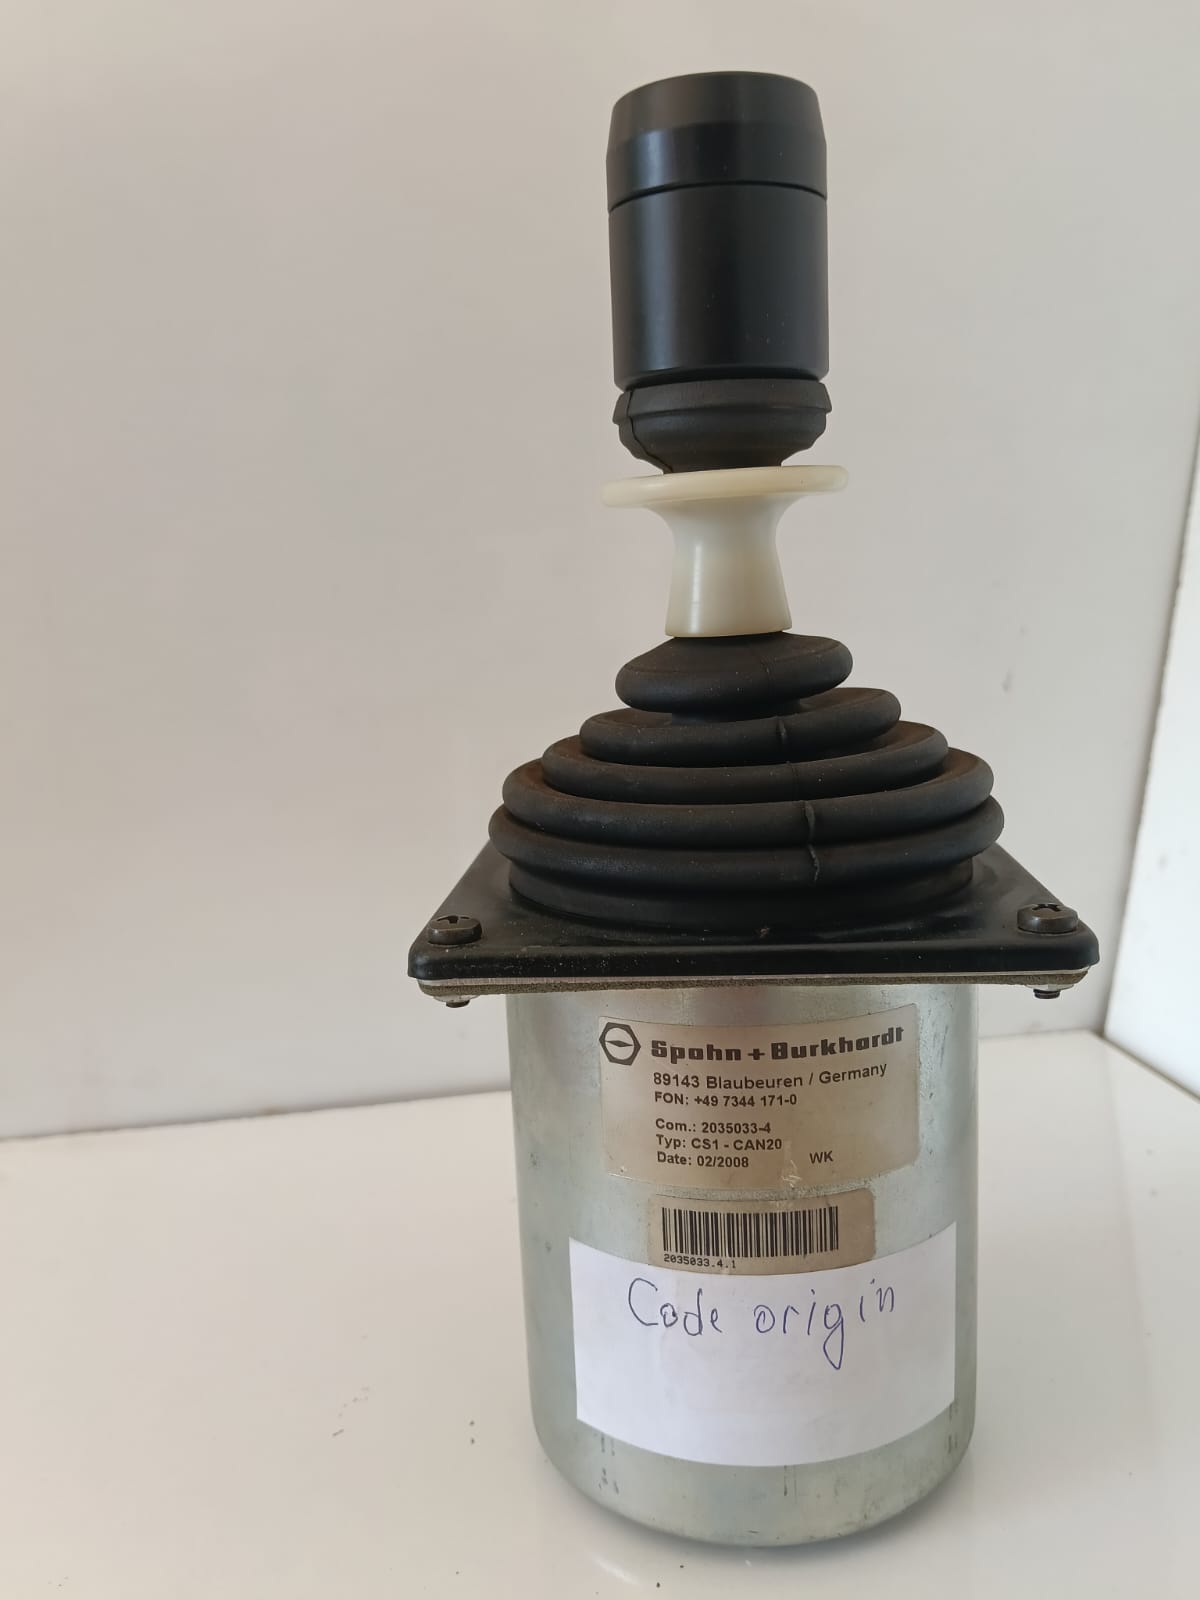 Spohn + Burkhardt
89143 Blaubeuren / Germany
FON: +49 7344 171-0
Com.: 2035033-4
Typ: CS1 - CAN20
Date: 02/2008 WK
2035033.4.1
Code origin